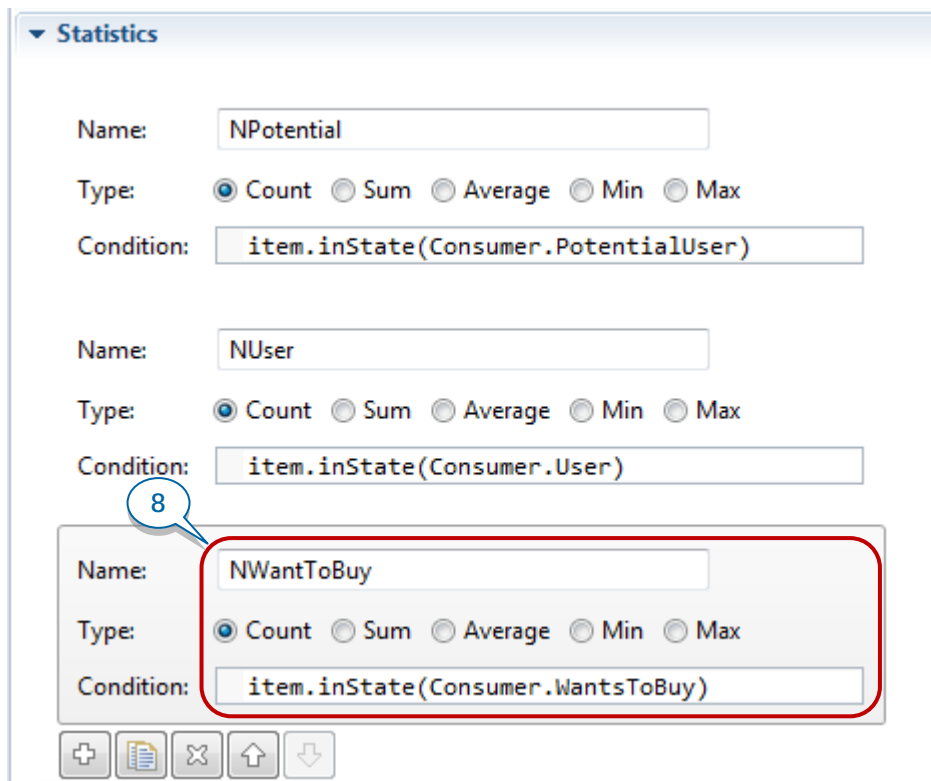 Statistics
Name: NPotential
Type: Count Sum Average Min Max
Condition: item.inState(Consumer.PotentialUser)
Name: NUser
Type: Count Sum Average Min Max
Condition: item.inState(Consumer.User)
8
Name: NWantToBuy
Type: Count Sum Average Min Max
Condition: item.inState(Consumer.WantsToBuy)